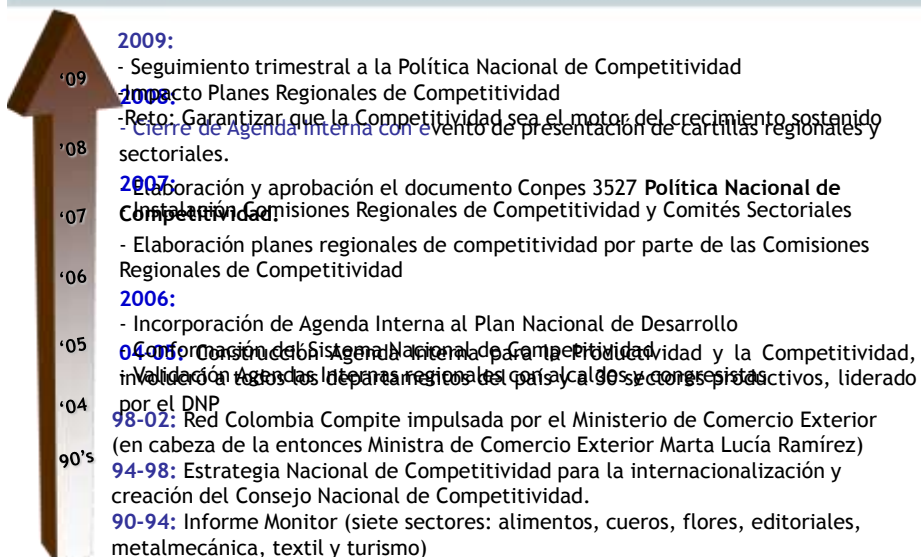 2009:
- Seguimiento trimestral a la Política Nacional de Competitividad
-Impacto Planes Regionales de Competitividad
-Reto: Garantizar que la Competitividad sea el motor del crecimiento sostenido
2008:
- Cierre de Agenda Interna con evento de presentación de cartillas regionales y
sectoriales.
- Elaboración y aprobación el documento Conpes 3527 Política Nacional de
Competitividad.
2007:
- Instalación Comisiones Regionales de Competitividad y Comités Sectoriales
- Elaboración planes regionales de competitividad por parte de las Comisiones
Regionales de Competitividad
2006:
- Incorporación de Agenda Interna al Plan Nacional de Desarrollo
- Conformación del Sistema Nacional de Competitividad
- Validación Agendas Internas regionales con alcaldes y congresistas
04-05: Construcción Agenda Interna para la Productividad y la Competitividad,
involucró a todos los departamentos del país y a 30 sectores productivos, liderado
por el DNP
98-02: Red Colombia Compite impulsada por el Ministerio de Comercio Exterior
(en cabeza de la entonces Ministra de Comercio Exterior Marta Lucía Ramírez)
94-98: Estrategia Nacional de Competitividad para la internacionalización y
creación del Consejo Nacional de Competitividad.
90-94: Informe Monitor (siete sectores: alimentos, cueros, flores, editoriales,
metalmecánica, textil y turismo)
‘09
‘08
‘07
‘06
‘05
‘04
90’s